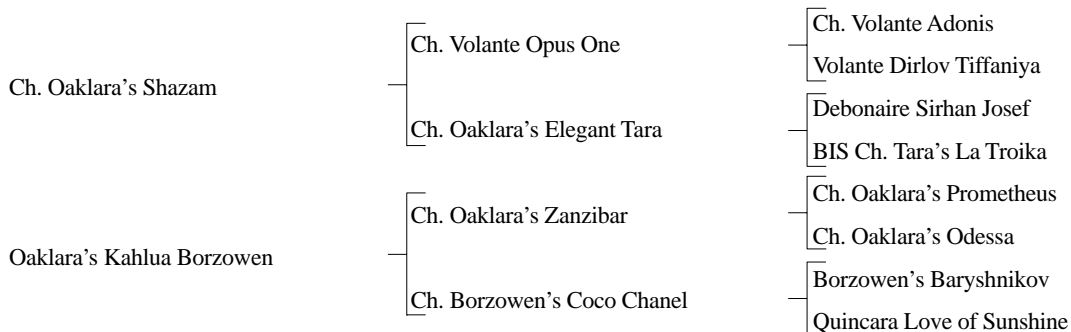 Ch. Oaklara’s Shazam
Ch. Volante Opus One
Ch. Volante Adonis
Volante Dirlov Tiffaniya
Ch. Oaklara’s Elegant Tara
Debonaire Sirhan Josef
BIS Ch. Tara’s La Troika
Oaklara’s Kahlua Borzowen
Ch. Oaklara’s Zanzibar
Ch. Oaklara’s Prometheus
Ch. Oaklara’s Odessa
Ch. Borzowen’s Coco Chanel
Borzowen’s Baryshnikov
Quincara Love of Sunshine